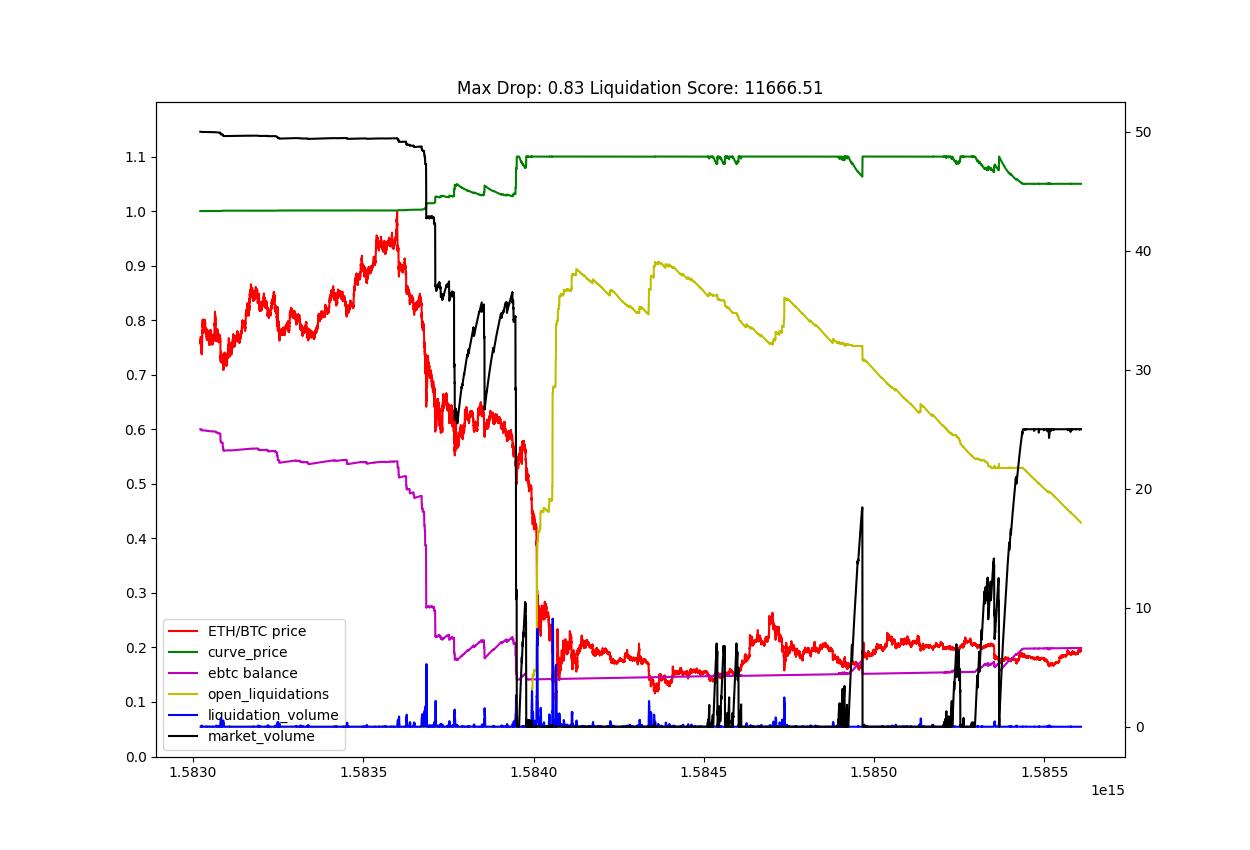 Max Drop: 0.83 Liquidation Score: 11666.51
1.1
1.0
0.9
0.8
0.7
0.6
0.5
0.4
0.3
0.2
0.1
0.0
50
40
30
20
10
0
ETH/BTC price
curve_price
ebtc balance
open_liquidations
liquidation_volume
market_volume
1.5830 1.5835 1.5840 1.5845 1.5850 1.5855
1e15